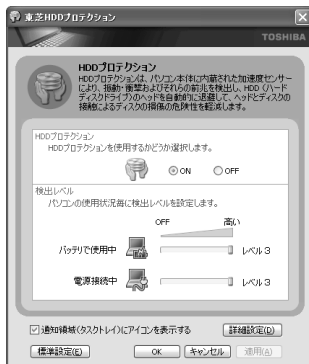 東芝HDDプロテクション
TOSHIBA
HDDプロテクション
HDDプロテクションは、パソコン本体に内蔵された加速度センサー
により、振動・衝撃およびそれらの前兆を検出し、HDD (ハード
ディスクドライブ)のヘッドを自動的に退避して、ヘッドとディスクの
接触によるディスクの損傷の危険性を軽減します。
HDDプロテクション
HDDプロテクションを使用するかどうか選択します。
ON OFF
検出レベル
パソコンの使用状況毎に検出レベルを設定します。
OFF 高い
バッテリで使用中 レベル 3
電源接続中 レベル 3
通知領域(タスクトレイ)にアイコンを表示する 詳細設定(D)
標準設定(E) OK キャンセル 適用(A)